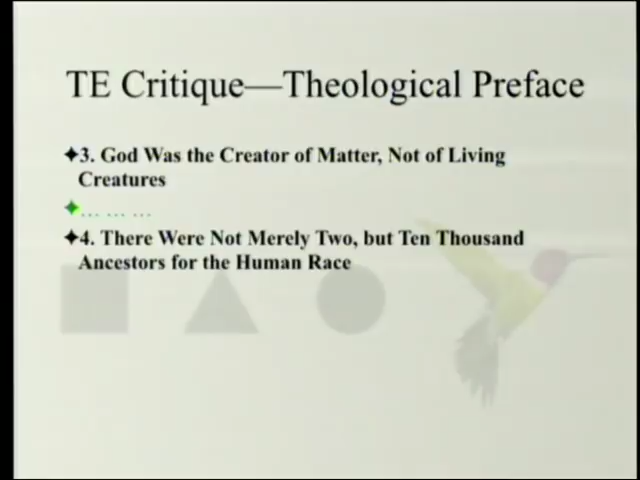 TE Critique—Theological Preface
✦3. God Was the Creator of Matter, Not of Living
Creatures
✦... ... ...
✦4. There Were Not Merely Two, but Ten Thousand
Ancestors for the Human Race